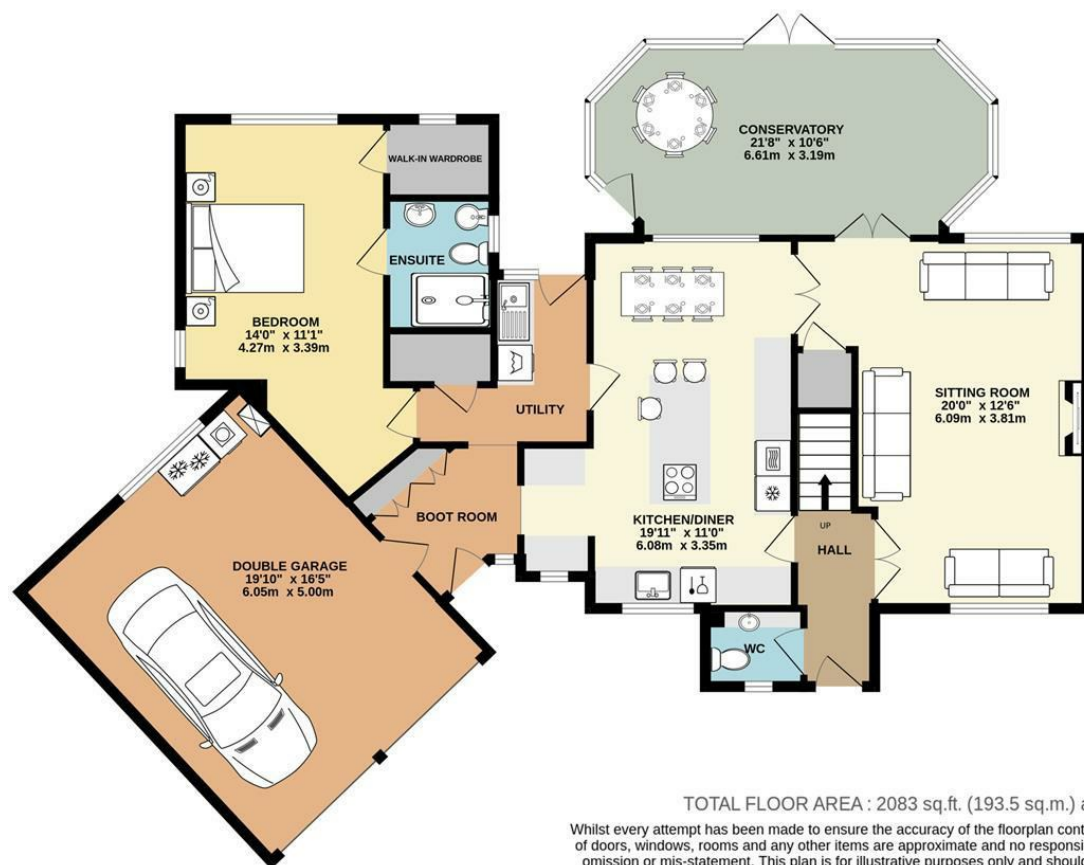 CONSERVATORY
21'8" x 10'6"
6.61m x 3.19m
WALK-IN WARDROBE
ENSUITE
BEDROOM
14'0" x 11'1"
4.27m x 3.39m
UTILITY
SITTING ROOM
20'0" x 12'6"
6.09m x 3.81m
BOOT ROOM
KITCHEN/DINER
19'11" x 11'0"
6.08m x 3.35m
UP
HALL
DOUBLE GARAGE
19'10" x 16'5"
6.05m x 5.00m
WC
TOTAL FLOOR AREA : 2083 sq.ft. (193.5 sq.m.)
Whilst every attempt has been made to ensure the accuracy of the floorplan
of doors, windows, rooms and any other items are approximate and no
omission or mis-statement. This plan is for illustrative purposes only and